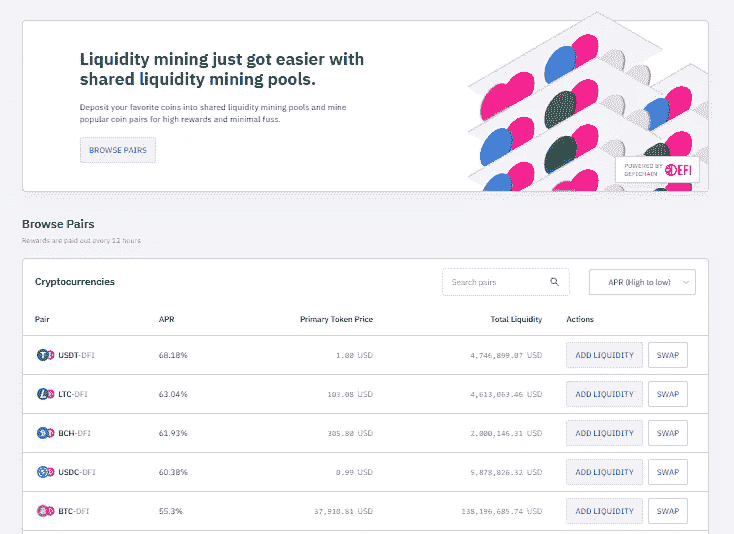 Liquidity mining just got easier with
shared liquidity mining pools.
Deposit your favorite coins into shared liquidity mining pools and mine
popular coin pairs for high rewards and minimal fuss.
BROWSE PAIRS
POWERED BY
DEFICHAIN
DEFI
Browse Pairs
Rewards are paid out every 12 hours
Cryptocurrencies
Search pairs
APR (High to low)
Pair APR Primary Token Price Total Liquidity Actions
USDT-DFI 68.18% 1.00 USD 4,746,899.07 USD ADD LIQUIDITY SWAP
LTC-DFI 63.04% 103.08 USD 4,613,063.46 USD ADD LIQUIDITY SWAP
BCH-DFI 61.93% 305.80 USD 2,000,146.31 USD ADD LIQUIDITY SWAP
USDC-DFI 60.38% 0.99 USD 5,878,026.32 USD ADD LIQUIDITY SWAP
BTC-DFI 55.3% 37,910.81 USD 138,196,685.74 USD ADD LIQUIDITY SWAP